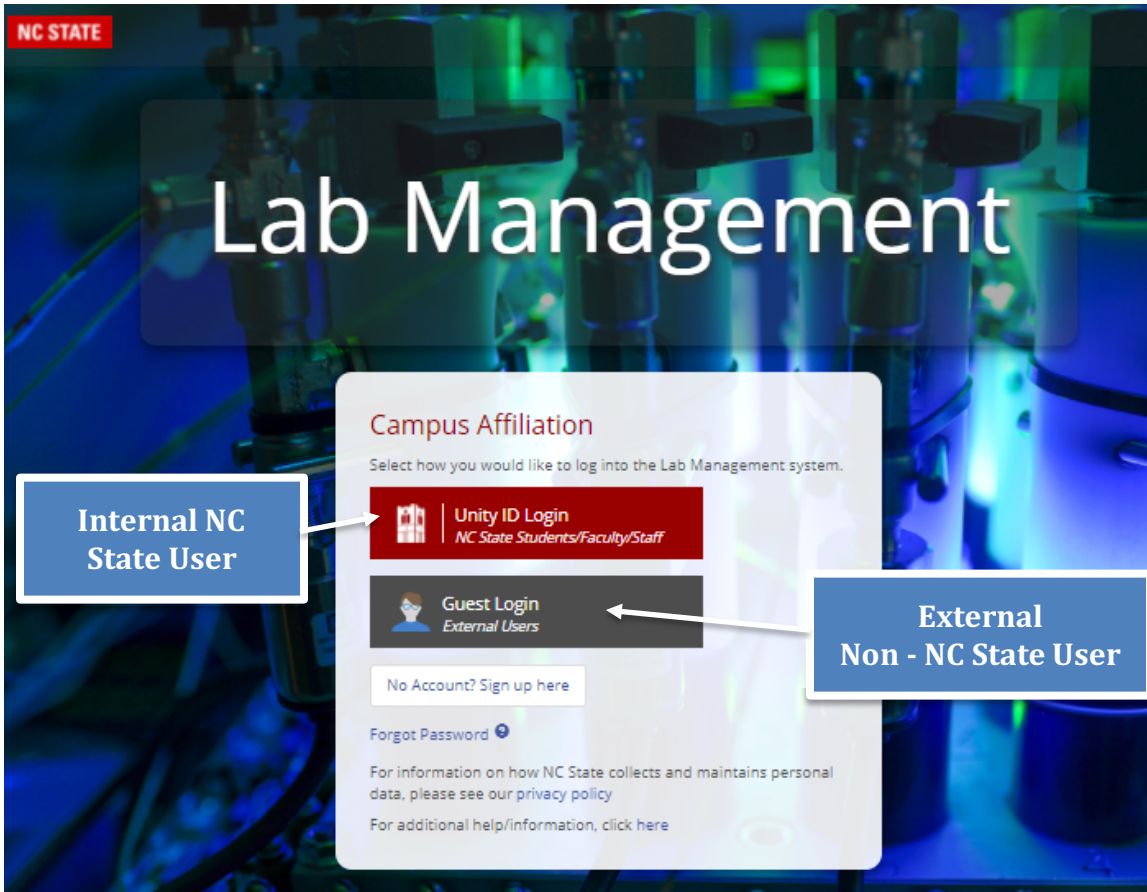 NC STATE
Lab Management
Campus Affiliation
Select how you would like to log into the Lab Management system.
Internal NC
State User
Unity ID Login
NC State Students/Faculty/Staff
Guest Login
External Users
External
Non - NC State User
No Account? Sign up here
Forgot Password ?
For information on how NC State collects and maintains personal
data, please see our privacy policy
For additional help/information, click here